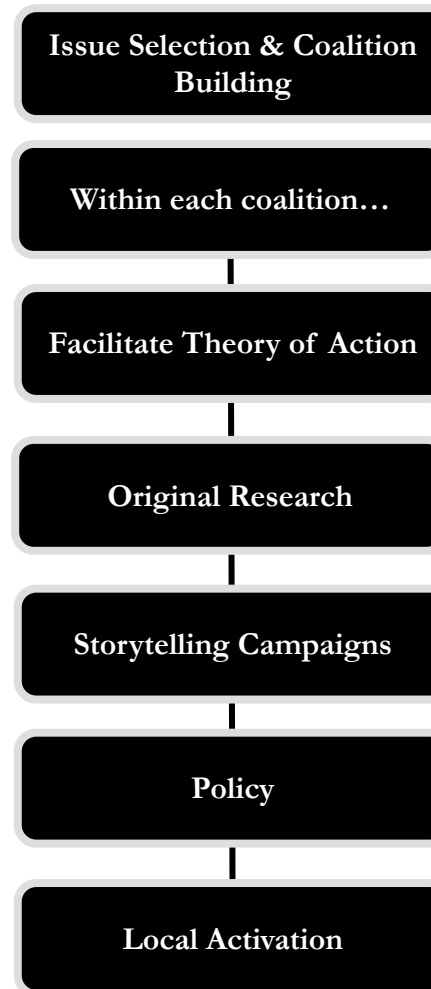 Issue Selection & Coalition
Building
Within each coalition…
Facilitate Theory of Action
Original Research
Storytelling Campaigns
Policy
Local Activation